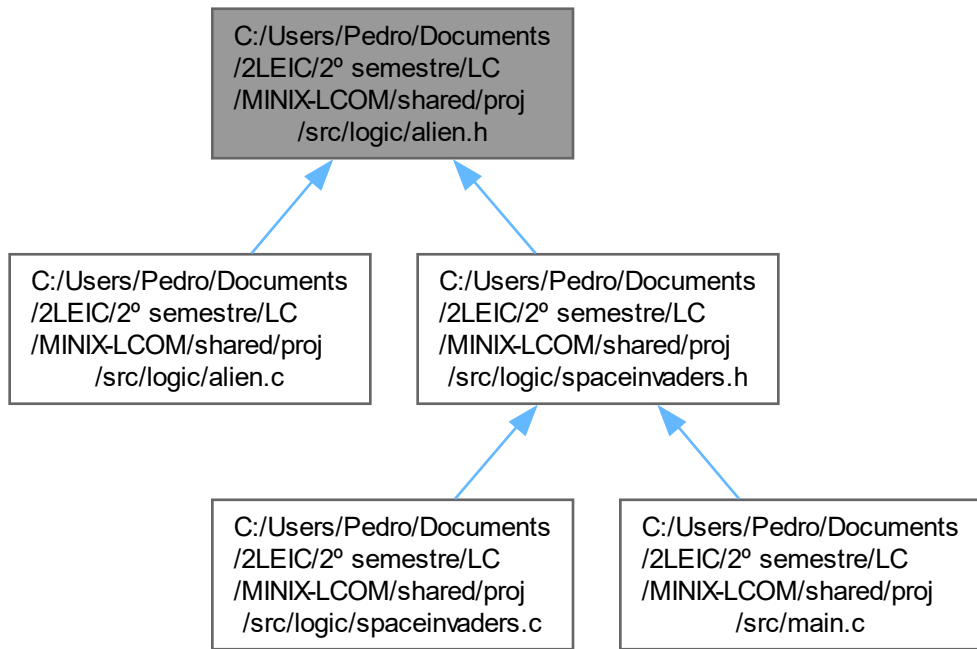 C:/Users/Pedro/Documents
/2LEIC/2º semestre/LC
/MINIX-LCOM/shared/proj
/src/logic/alien.h
C:/Users/Pedro/Documents
/2LEIC/2º semestre/LC
/MINIX-LCOM/shared/proj
/src/logic/alien.c
C:/Users/Pedro/Documents
/2LEIC/2º semestre/LC
/MINIX-LCOM/shared/proj
/src/logic/spaceinvaders.h
C:/Users/Pedro/Documents
/2LEIC/2º semestre/LC
/MINIX-LCOM/shared/proj
/src/logic/spaceinvaders.c
C:/Users/Pedro/Documents
/2LEIC/2º semestre/LC
/MINIX-LCOM/shared/proj
/src/main.c